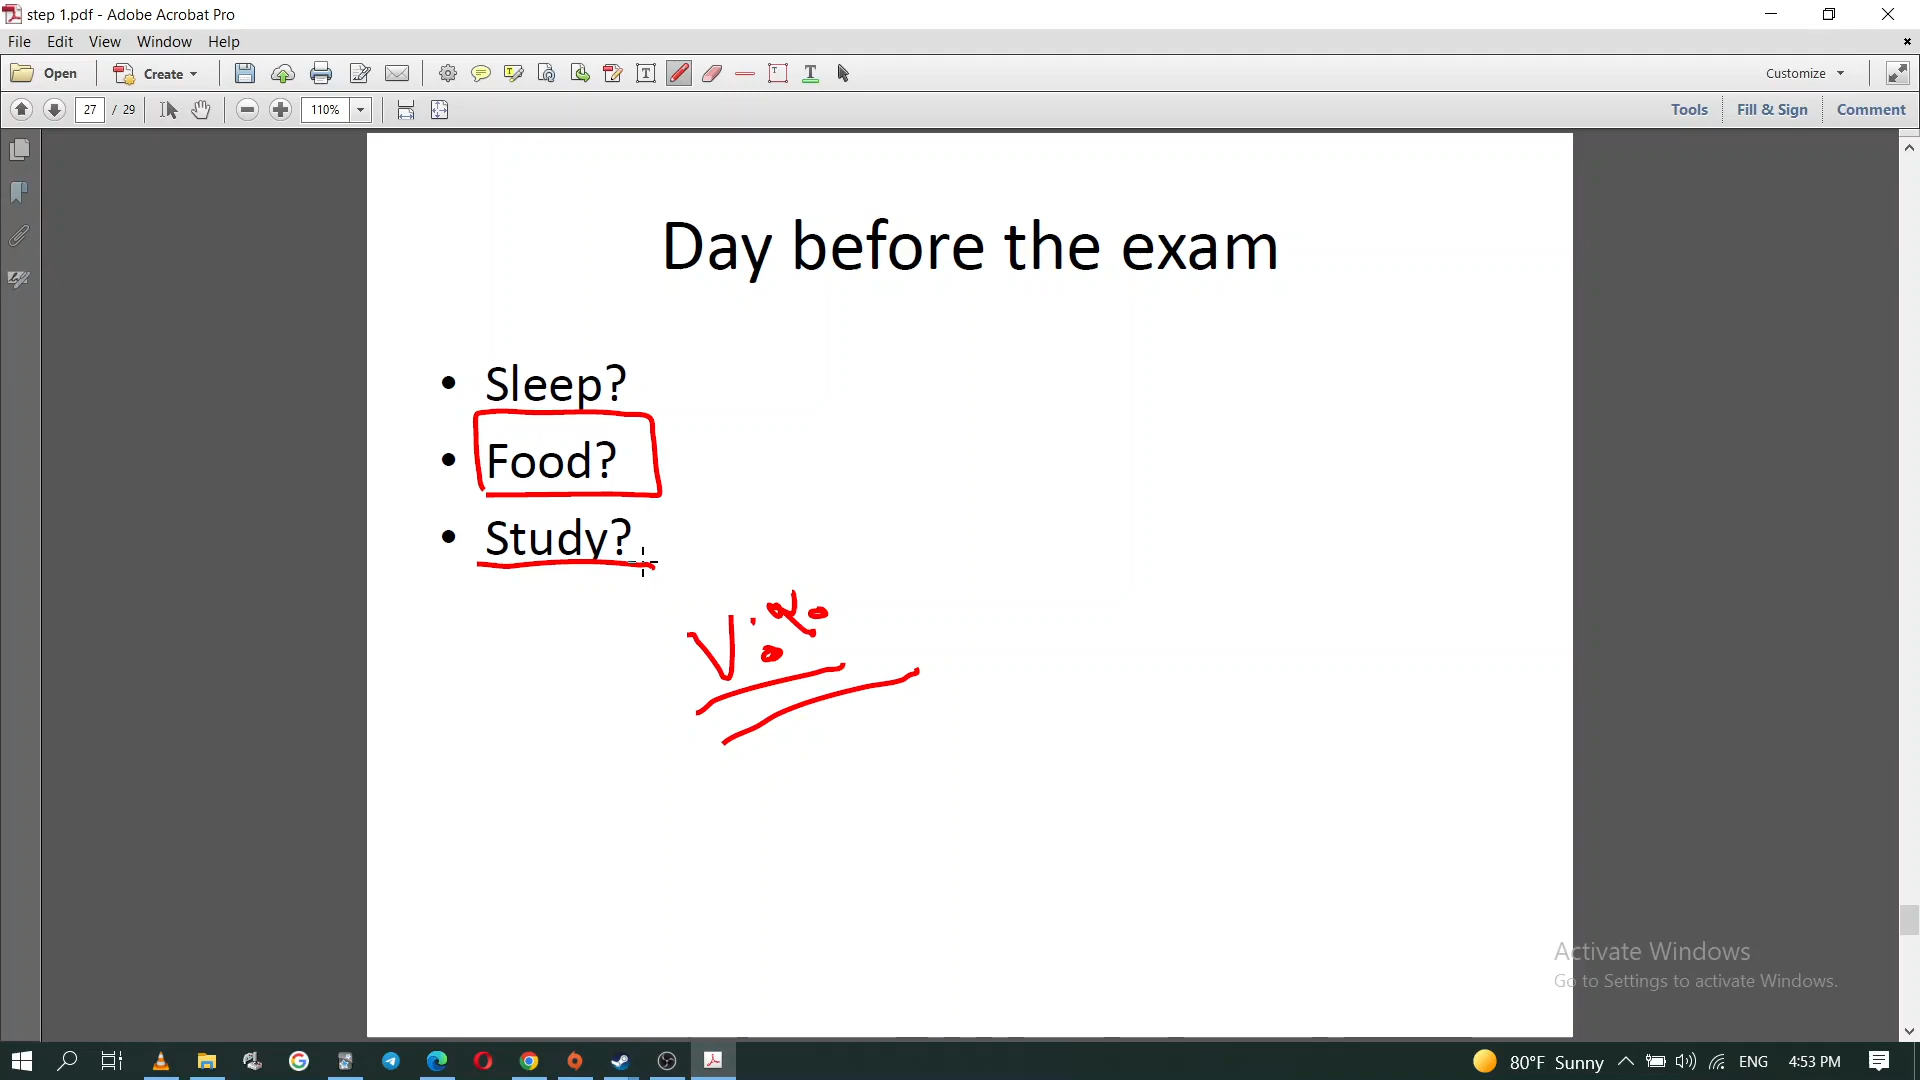 step 1.pdf - Adobe Acrobat Pro
File Edit View Window Help
Open Create Customize
27 / 29 110% Tools Fill & Sign Comment
Day before the exam
• Sleep?
• Food?
• Study?
Activate Windows
Go to Settings to activate Windows.
80°F Sunny ENG 4:53 PM